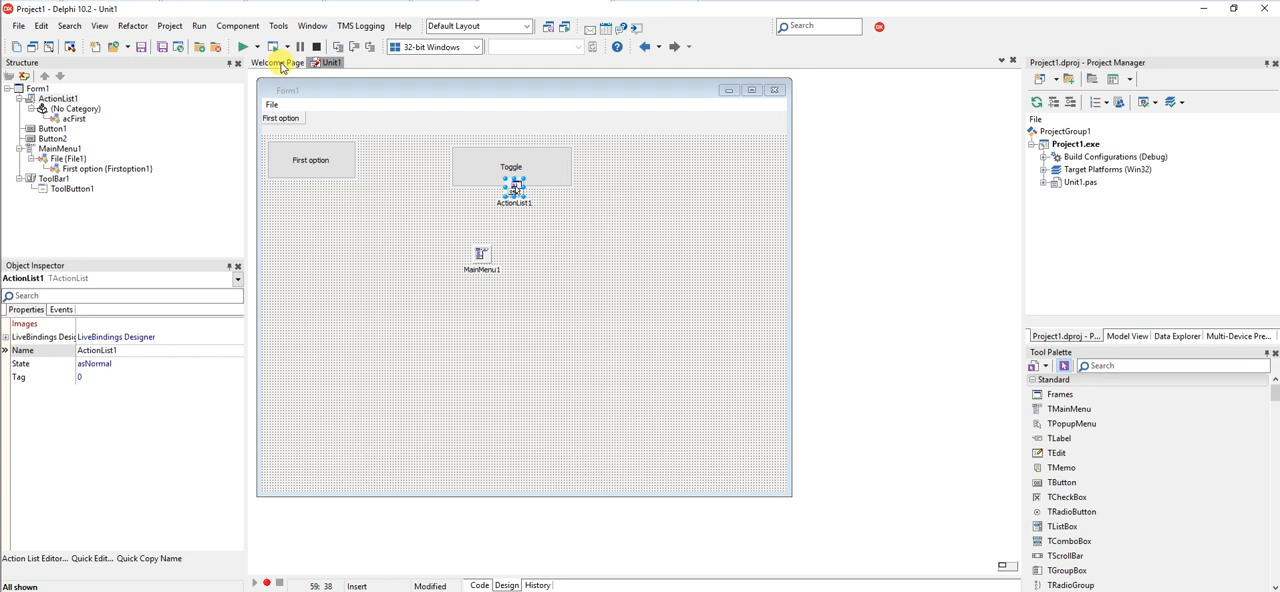 Project1 - Delphi 10.2 - Unit1
File Edit Search View Refactor Project Run Component Tools Window TMS Logging Help Default Layout Search
32-bit Windows
Structure
Form1
ActionList1
(No Category)
acFirst
Button1
Button2
MainMenu1
File {File1}
First option {Firstoption1}
ToolBar1
ToolButton1
Object Inspector
ActionList1 TActionList
Search
Properties Events
Images
LiveBindings Desig LiveBindings Designer
Name ActionList1
State asNormal
Tag 0
Action List Editor... Quick Edit... Quick Copy Name
All shown
Welcome Page Unit1
Form1
File
First option
First option
Toggle
ActionList1
MainMenu1
59: 38 Insert Modified Code Design History
Project1.dproj - Project Manager
File
ProjectGroup1
Project1.exe
Build Configurations (Debug)
Target Platforms (Win32)
Unit1.pas
Project1.dproj - P... Model View Data Explorer Multi-Device Pre...
Tool Palette
Search
Standard
Frames
TMainMenu
TPopupMenu
TLabel
TEdit
TMemo
TButton
TCheckBox
TRadioButton
TListBox
TComboBox
TScrollBar
TGroupBox
TRadioGroup